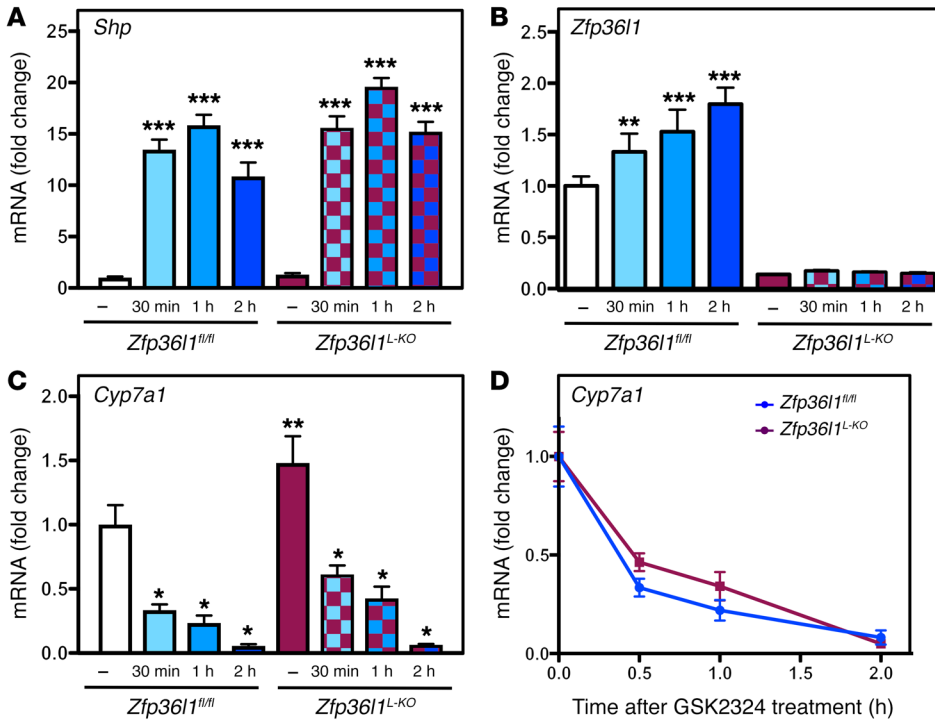 A
Shp
mRNA (fold change)
25
20
15
10
5
0
***
***
***
***
***
***
– 30 min 1 h 2 h – 30 min 1 h 2 h
Zfp36l1fl/fl Zfp36l1L-KO
B
Zfp36l1
mRNA (fold change)
2.5
2.0
1.5
1.0
0.5
0.0
**
***
***
– 30 min 1 h 2 h – 30 min 1 h 2 h
Zfp36l1fl/fl Zfp36l1L-KO
C
Cyp7a1
mRNA (fold change)
2.0
1.5
1.0
0.5
0.0
*
*
*
**
*
*
*
– 30 min 1 h 2 h – 30 min 1 h 2 h
Zfp36l1fl/fl Zfp36l1L-KO
D
Cyp7a1
Zfp36l1fl/fl
Zfp36l1L-KO
mRNA (fold change)
1.0
0.5
0.0
0.0 0.5 1.0 2.0
Time after GSK2324 treatment (h)